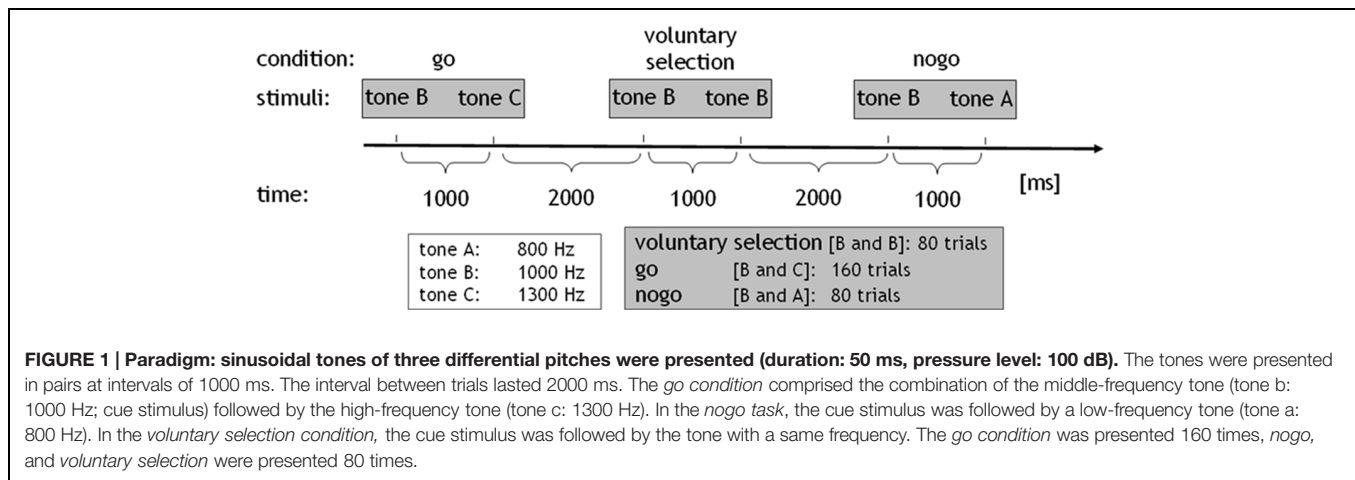 condition: go voluntary selection nogo
stimuli: tone B tone C tone B tone B tone B tone A
time: 1000 2000 1000 2000 1000 [ms]
tone A: 800 Hz
tone B: 1000 Hz
tone C: 1300 Hz
voluntary selection [B and B]: 80 trials
go [B and C]: 160 trials
nogo [B and A]: 80 trials
FIGURE 1 | Paradigm: sinusoidal tones of three differential pitches were presented (duration: 50 ms, pressure level: 100 dB). The tones were presented
in pairs at intervals of 1000 ms. The interval between trials lasted 2000 ms. The go condition comprised the combination of the middle-frequency tone (tone b:
1000 Hz; cue stimulus) followed by the high-frequency tone (tone c: 1300 Hz). In the nogo task, the cue stimulus was followed by a low-frequency tone (tone a:
800 Hz). In the voluntary selection condition, the cue stimulus was followed by the tone with a same frequency. The go condition was presented 160 times, nogo,
and voluntary selection were presented 80 times.